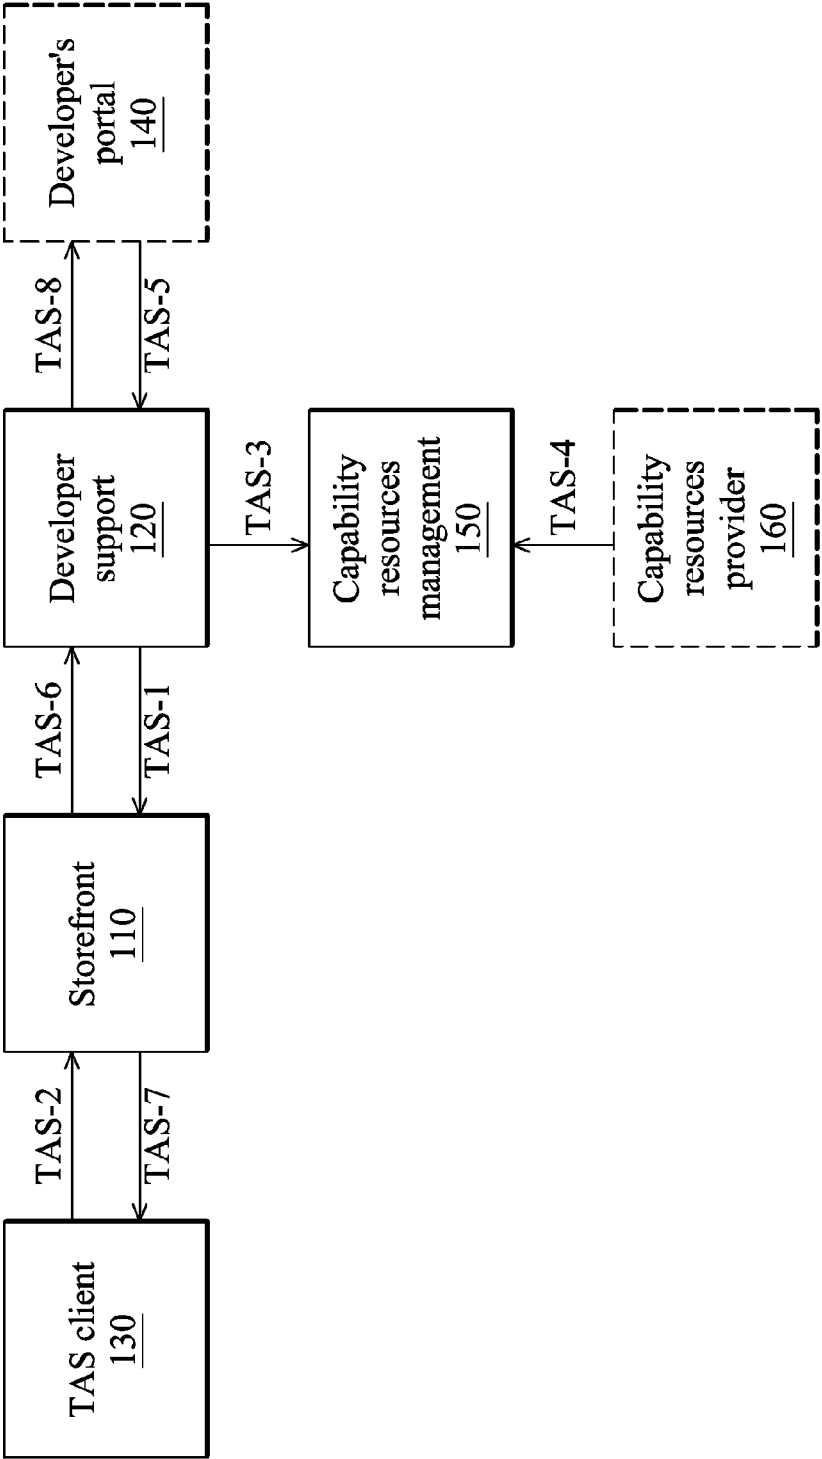 TAS client
130
TAS-2
TAS-7
Storefront
110
TAS-6
TAS-1
Developer
support
120
TAS-8
TAS-5
Developer's
portal
140
TAS-3
Capability
resources
management
150
TAS-4
Capability
resources
provider
160